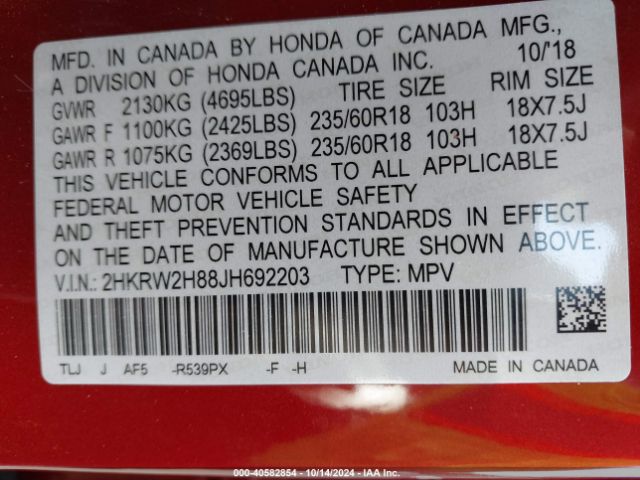 MFD. IN CANADA BY HONDA OF CANADA MFG.,
A DIVISION OF HONDA CANADA INC. 10/'18
GVWR 2130KG (4695LBS) TIRE SIZE RIM SIZE
GAWR F 1100KG (2425LBS) 235/60R18 103H 18X7.5J
GAWR R 1075KG (2369LBS) 235/60R18 103H 18X7.5J
THIS VEHICLE CONFORMS TO ALL APPLICABLE
FEDERAL MOTOR VEHICLE SAFETY
AND THEFT PREVENTION STANDARDS IN EFFECT
ON THE DATE OF MANUFACTURE SHOWN ABOVE.
V.I.N.: 2HKRW2H88JH692203 TYPE: MPV
TLJ J AF5 -R539PX -F -H MADE IN CANADA
000-40582854 - 10/14/2024 - IAA Inc.